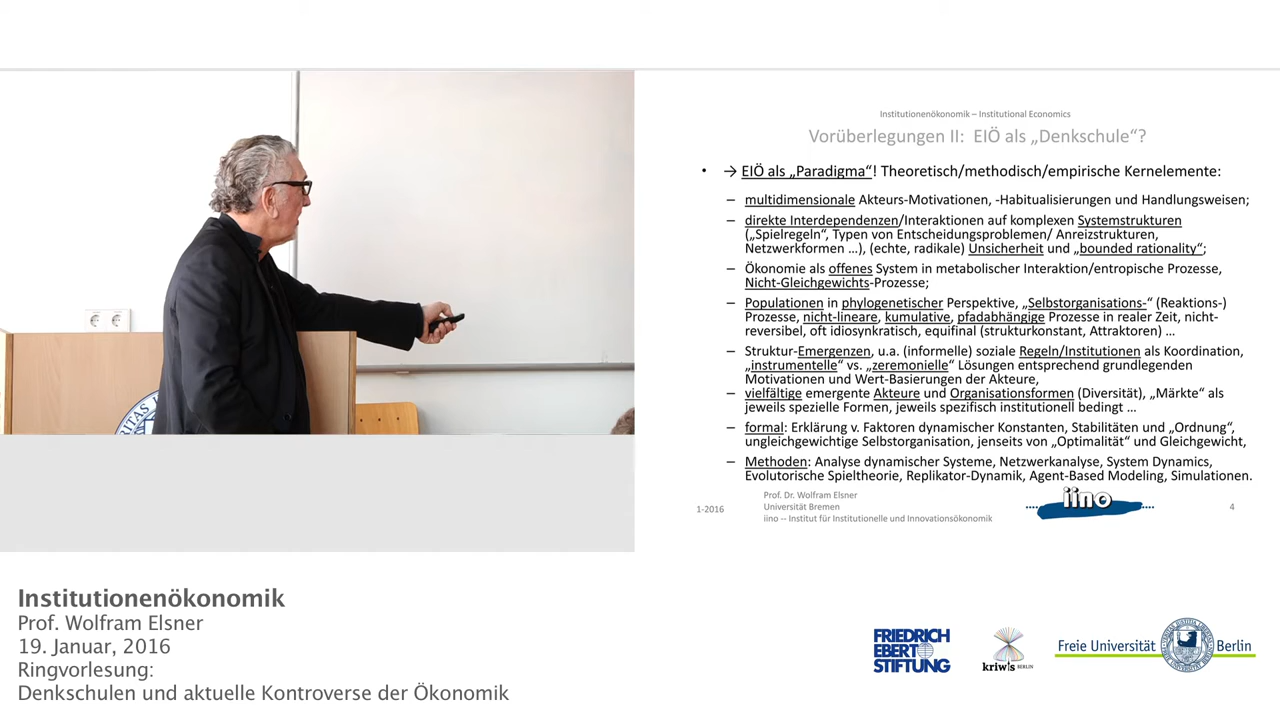 Institutionenökonomik – Institutional Economics
Vorüberlegungen II: EIÖ als „Denkschule“?
• → EIÖ als „Paradigma“! Theoretisch/methodisch/empirische Kernelemente:
– multidimensionale Akteurs-Motivationen, -Habitualisierungen und Handlungsweisen;
– direkte Interdependenzen/Interaktionen auf komplexen Systemstrukturen
(„Spielregeln“, Typen von Entscheidungsproblemen/ Anreizstrukturen,
Netzwerkformen ...), (echte, radikale) Unsicherheit und „bounded rationality“;
– Ökonomie als offenes System in metabolischer Interaktion/entropische Prozesse,
Nicht-Gleichgewichts-Prozesse;
– Populationen in phylogenetischer Perspektive, „Selbstorganisations-“ (Reaktions-)
Prozesse, nicht-lineare, kumulative, pfadabhängige Prozesse in realer Zeit, nicht-
reversibel, oft idiosynkratisch, equifinal (strukturkonstant, Attraktoren) ...
– Struktur-Emergenzen, u.a. (informelle) soziale Regeln/Institutionen als Koordination,
„instrumentelle“ vs. „zeremonielle“ Lösungen entsprechend grundlegenden
Motivationen und Wert-Basierungen der Akteure,
– vielfältige emergente Akteure und Organisationsformen (Diversität), „Märkte“ als
jeweils spezielle Formen, jeweils spezifisch institutionell bedingt ...
– formal: Erklärung v. Faktoren dynamischer Konstanten, Stabilitäten und „Ordnung“,
ungleichgewichtige Selbstorganisation, jenseits von „Optimalität“ und Gleichgewicht,
– Methoden: Analyse dynamischer Systeme, Netzwerkanalyse, System Dynamics,
Evolutorische Spieltheorie, Replikator-Dynamik, Agent-Based Modeling, Simulationen.
1-2016
Prof. Dr. Wolfram Elsner
Universität Bremen
iino -- Institut für Institutionelle und Innovationsökonomik
iino
4
Institutionenökonomik
Prof. Wolfram Elsner
19. Januar, 2016
Ringvorlesung:
Denkschulen und aktuelle Kontroverse der Ökonomik
FRIEDRICH
EBERT
STIFTUNG
kriwis BERLIN
Freie Universität Berlin